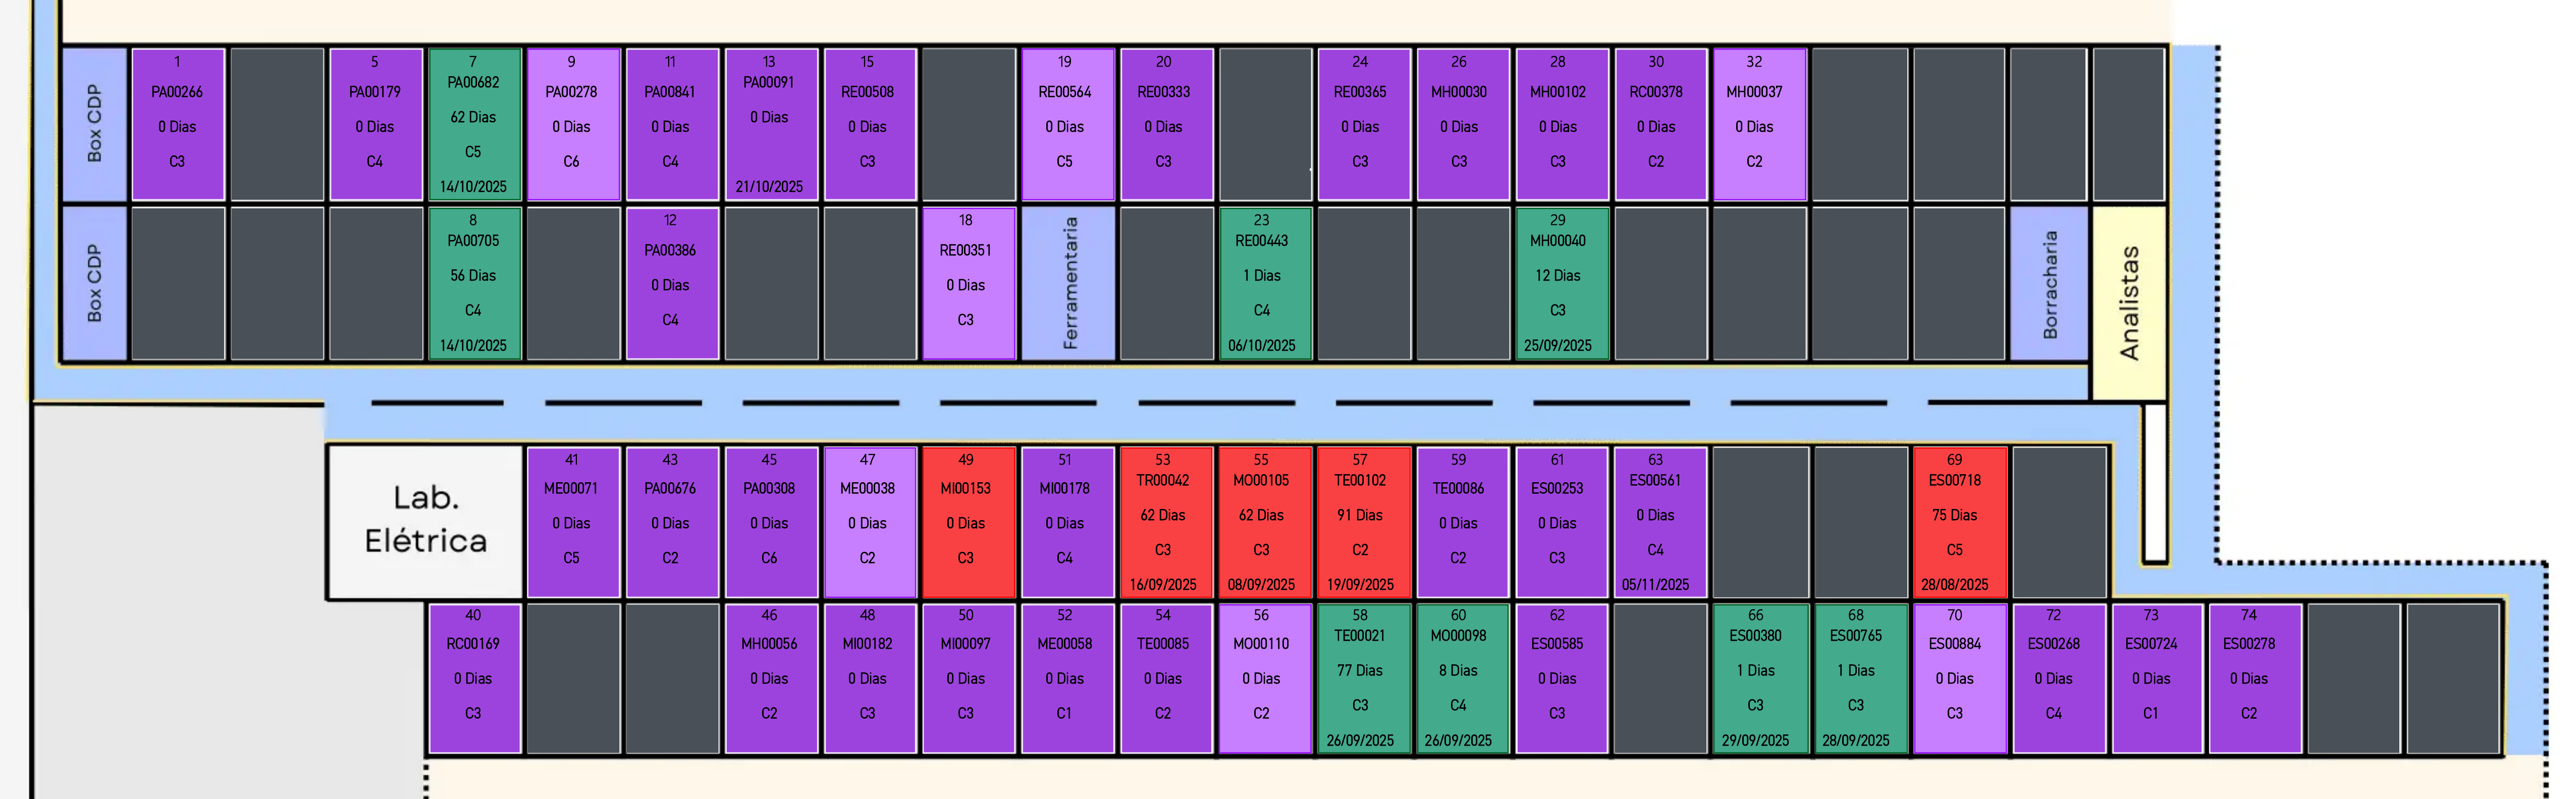 Box CDP
1
PA00266
0 Dias
C3
5
PA00179
0 Dias
C4
7
PA00682
62 Dias
C5
14/10/2025
9
PA00278
0 Dias
C6
11
PA00841
0 Dias
C4
13
PA00091
0 Dias
21/10/2025
15
RE00508
0 Dias
C3
19
RE00564
0 Dias
C5
20
RE00333
0 Dias
C3
24
RE00365
0 Dias
C3
26
MH00030
0 Dias
C3
28
MH00102
0 Dias
C3
30
RC00378
0 Dias
C2
32
MH00037
0 Dias
C2
Box CDP
8
PA00705
56 Dias
C4
14/10/2025
12
PA00386
0 Dias
C4
18
RE00351
0 Dias
C3
Ferramentaria
23
RE00443
1 Dias
C4
06/10/2025
29
MH00040
12 Dias
C3
25/09/2025
Borracharia
Analistas
Lab.
Elétrica
41
ME00071
0 Dias
C5
43
PA00676
0 Dias
C2
45
PA00308
0 Dias
C6
47
ME00038
0 Dias
C2
49
MI00153
0 Dias
C3
51
MI00178
0 Dias
C4
53
TR00042
62 Dias
C3
16/09/2025
55
MO00105
62 Dias
C3
08/09/2025
57
TE00102
91 Dias
C2
19/09/2025
59
TE00086
0 Dias
C2
61
ES00253
0 Dias
C3
63
ES00561
0 Dias
C4
05/11/2025
69
ES00718
75 Dias
C5
28/08/2025
40
RC00169
0 Dias
C3
46
MH00056
0 Dias
C2
48
MI00182
0 Dias
C3
50
MI00097
0 Dias
C3
52
ME00058
0 Dias
C1
54
TE00085
0 Dias
C2
56
MO00110
0 Dias
C2
58
TE00021
77 Dias
C3
26/09/2025
60
MO00098
8 Dias
C4
26/09/2025
62
ES00585
0 Dias
C3
66
ES00380
1 Dias
C3
29/09/2025
68
ES00765
1 Dias
C3
28/09/2025
70
ES00884
0 Dias
C3
72
ES00268
0 Dias
C4
73
ES00724
0 Dias
C1
74
ES00278
0 Dias
C2